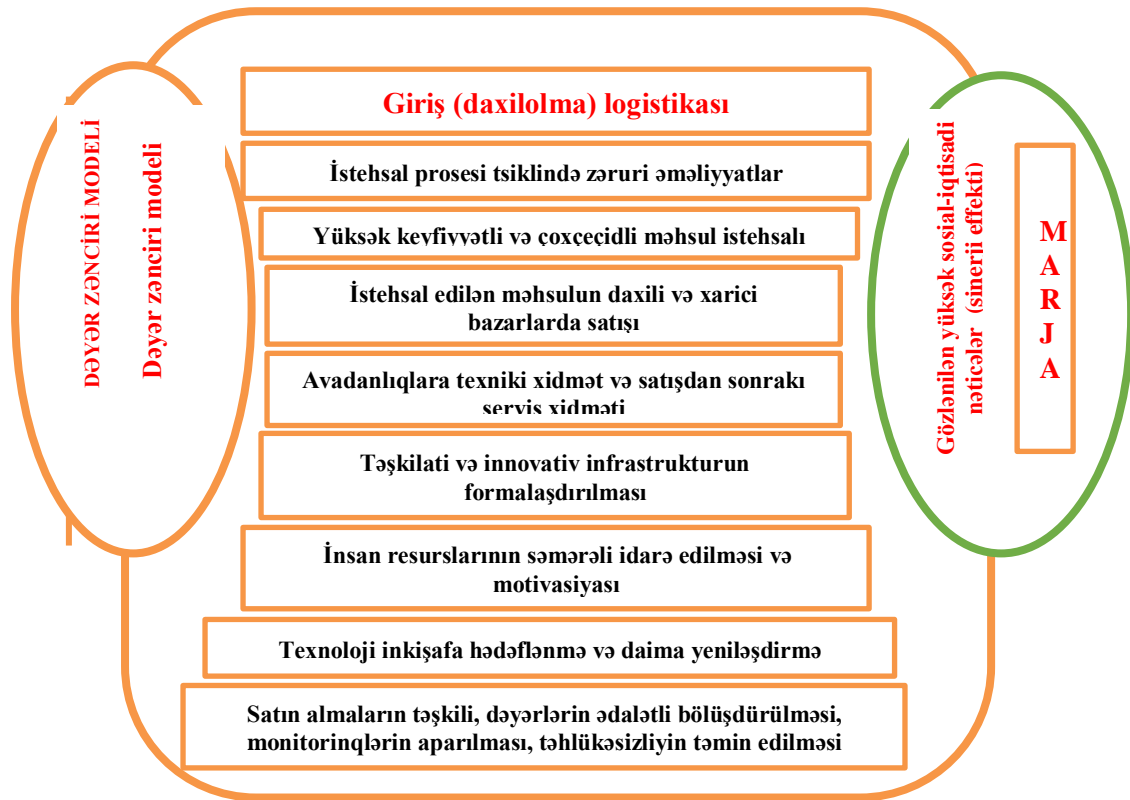 DƏYƏR ZƏNCİRİ MODELİ
Dəyər zənciri modeli
Giriş (daxilolma) logistikası
İstehsal prosesi tsiklində zəruri əməliyyatlar
Yüksək keyfiyyətli və çoxçeçidli məhsul istehsalı
İstehsal edilən məhsulun daxili və xarici
bazarlarda satışı
Avadanlıqlara texniki xidmət və satışdan sonrakı
servis xidməti
Təşkilati və innovativ infrastrukturun
formalaşdırılması
İnsan resurslarının səmərəli idarə edilməsi və
motivasiyası
Texnoloji inkişafa hədəflənmə və daima yeniləşdirmə
Satın almaların təşkili, dəyərlərin ədalətli bölüşdürülməsi,
monitorinqlərin aparılması, təhlükəsizliyin təmin edilməsi
Gözlənilən yüksək sosial-iqtisadi
nəticələr (sinerji effekti)
MARJA